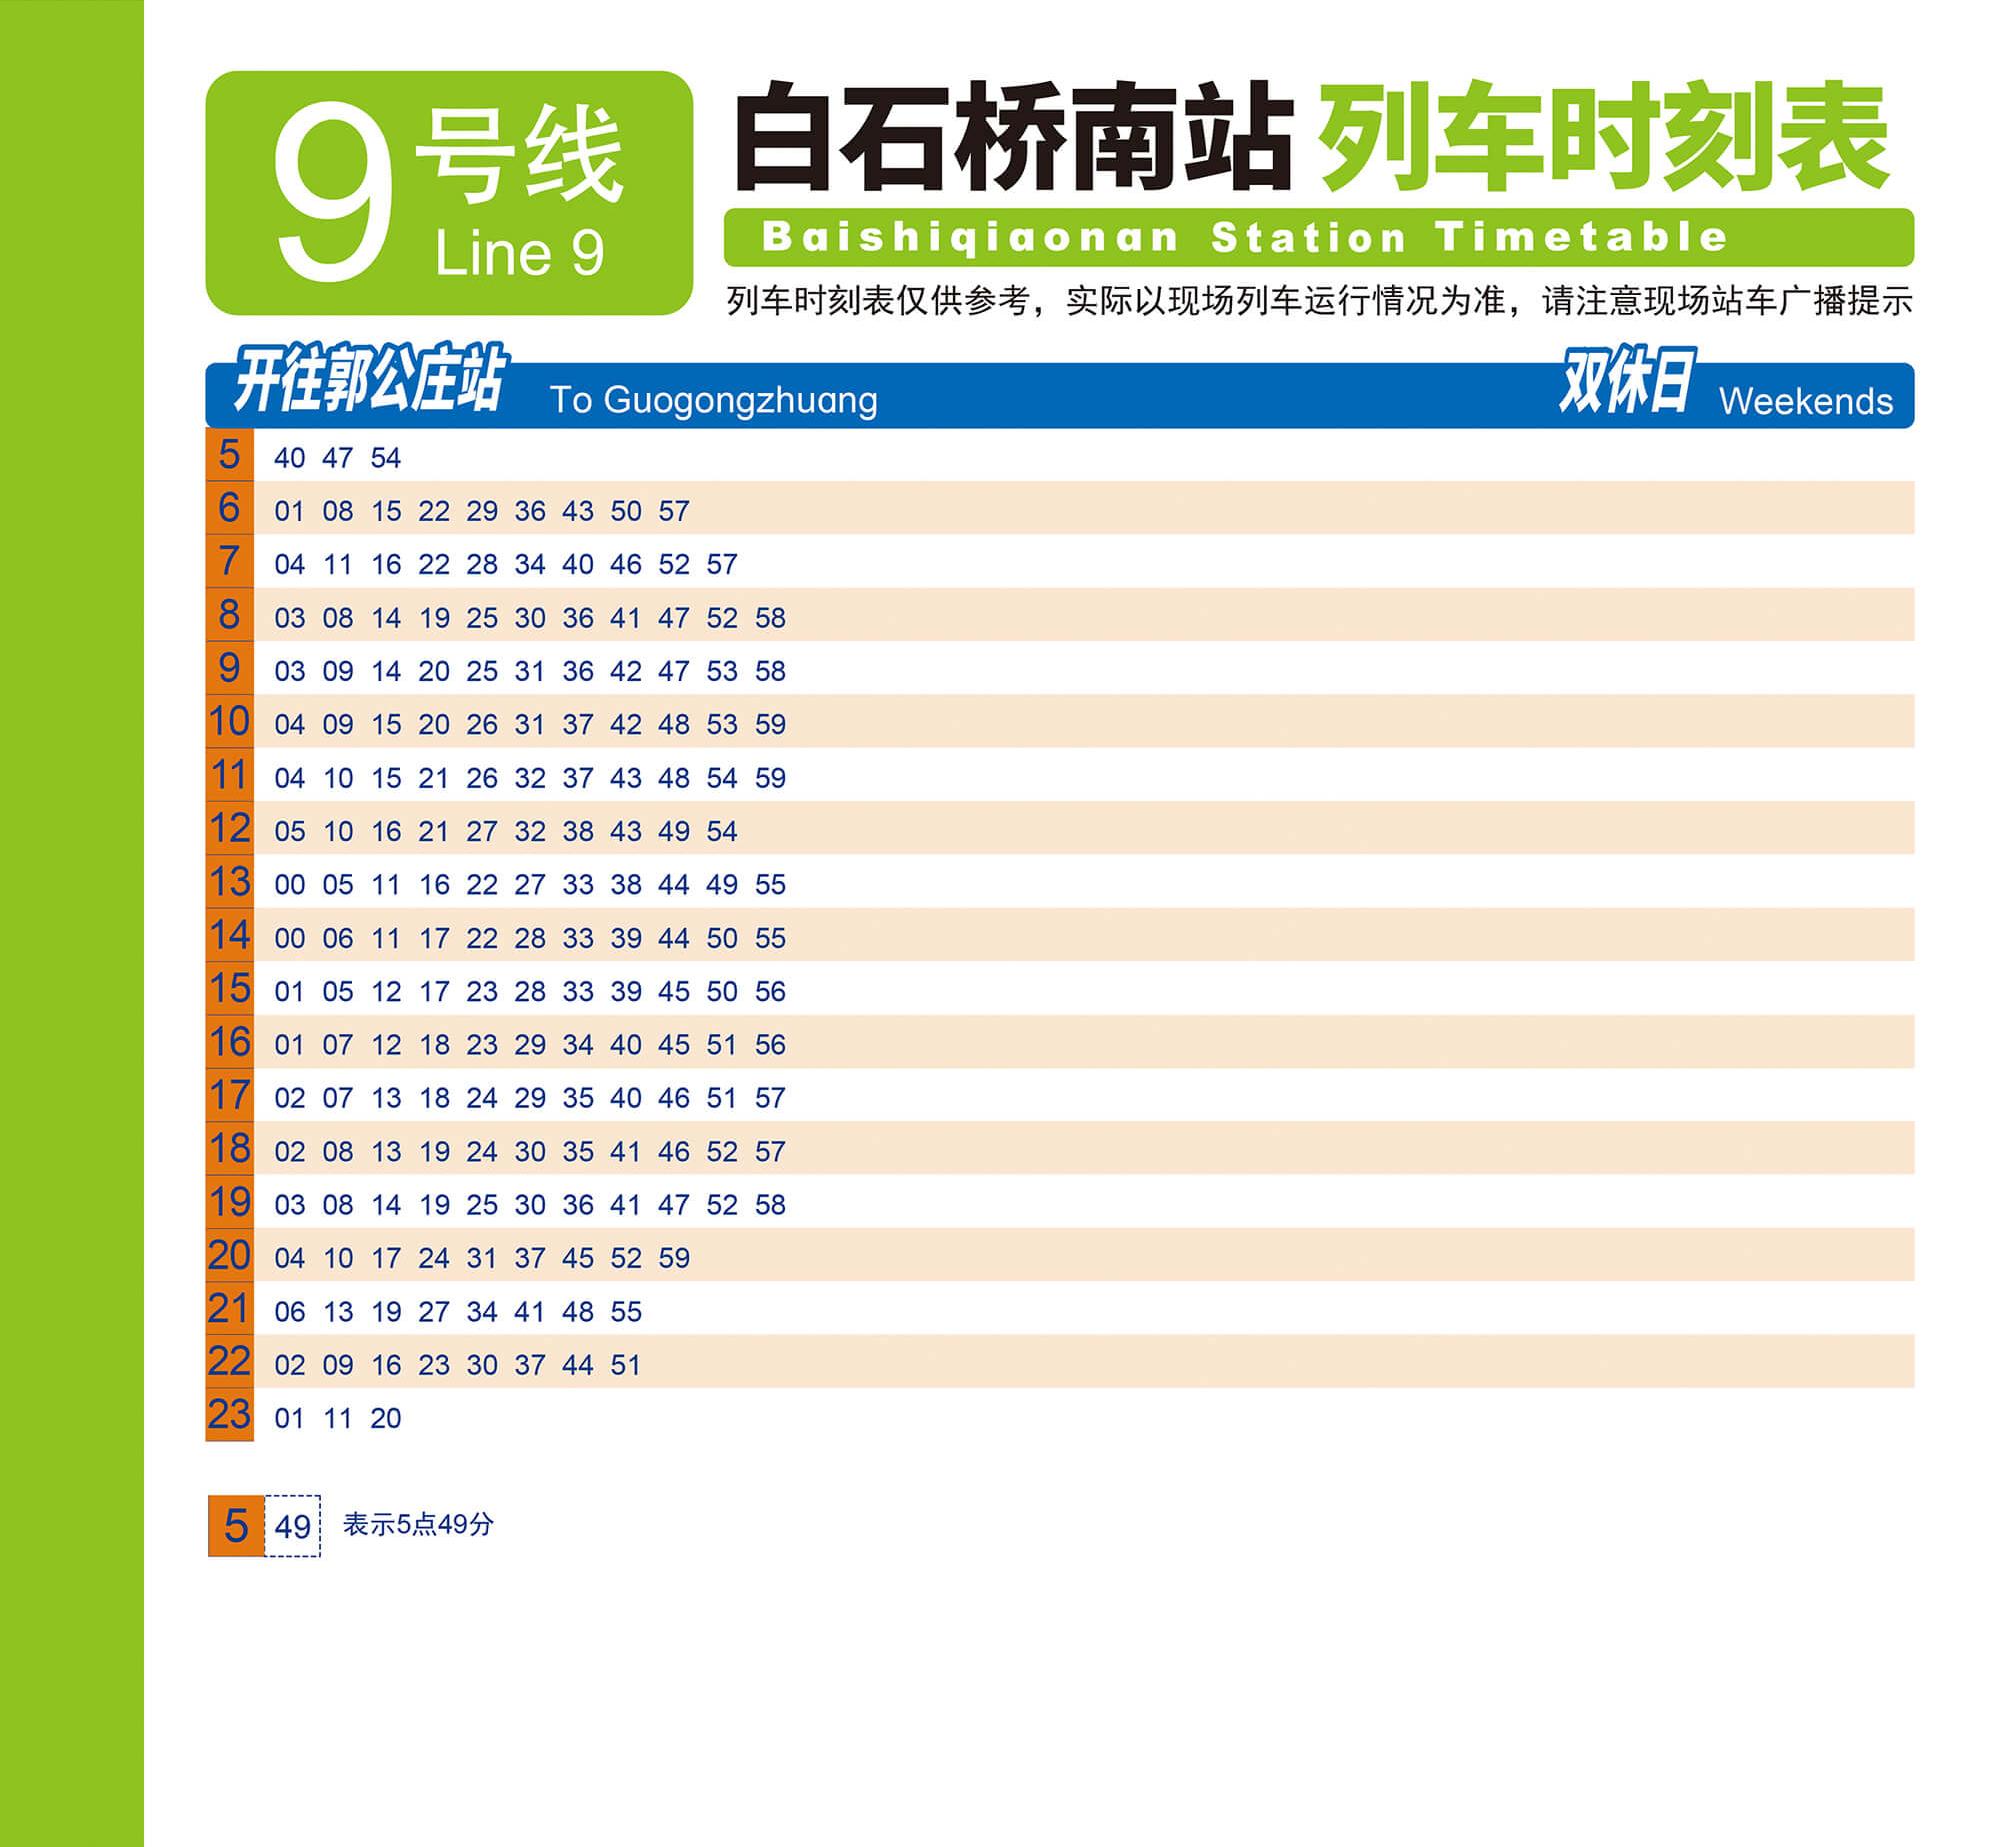 9号线
Line 9
白石桥南站 列车时刻表
Baishiqiaonan Station Timetable
列车时刻表仅供参考，实际以现场列车运行情况为准，请注意现场站车广播提示
开往郭公庄站 To Guogongzhuang 双休日 Weekends
5 40 47 54
6 01 08 15 22 29 36 43 50 57
7 04 11 16 22 28 34 40 46 52 57
8 03 08 14 19 25 30 36 41 47 52 58
9 03 09 14 20 25 31 36 42 47 53 58
10 04 09 15 20 26 31 37 42 48 53 59
11 04 10 15 21 26 32 37 43 48 54 59
12 05 10 16 21 27 32 38 43 49 54
13 00 05 11 16 22 27 33 38 44 49 55
14 00 06 11 17 22 28 33 39 44 50 55
15 01 05 12 17 23 28 33 39 45 50 56
16 01 07 12 18 23 29 34 40 45 51 56
17 02 07 13 18 24 29 35 40 46 51 57
18 02 08 13 19 24 30 35 41 46 52 57
19 03 08 14 19 25 30 36 41 47 52 58
20 04 10 17 24 31 37 45 52 59
21 06 13 19 27 34 41 48 55
22 02 09 16 23 30 37 44 51
23 01 11 20
5 49 表示5点49分